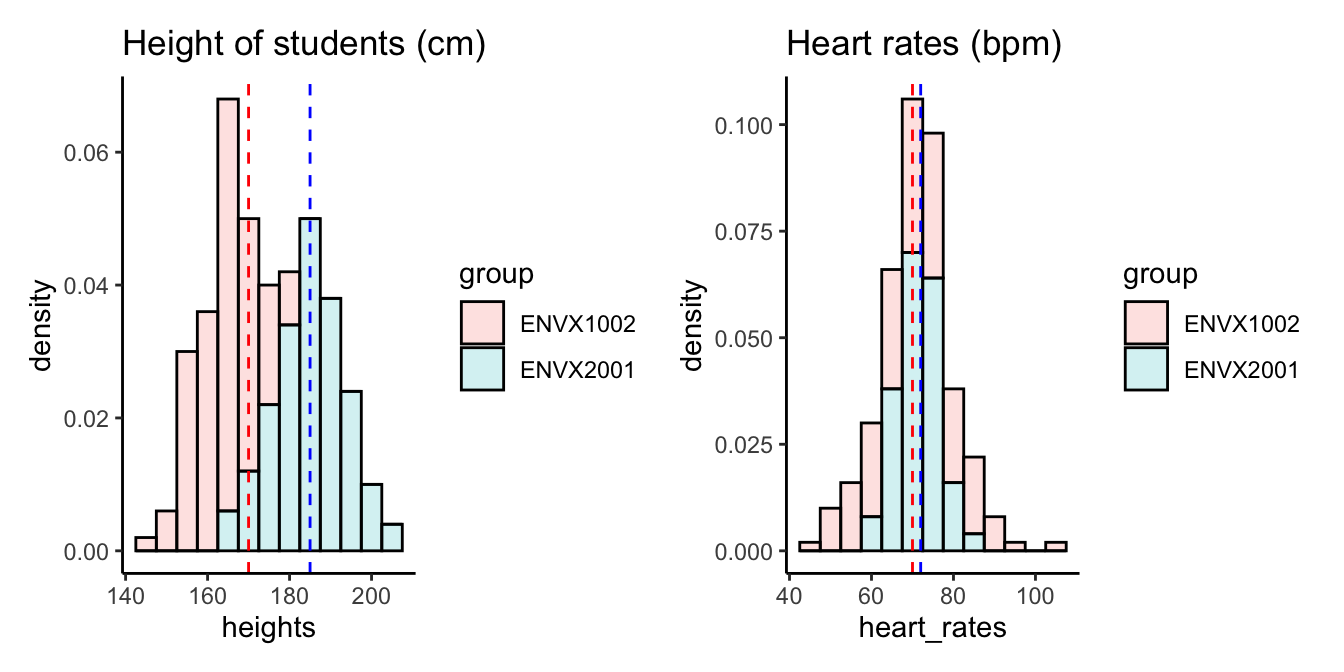 Height of students (cm)
density
0.06
0.04
0.02
0.00
140 160 180 200
heights
group
ENVX1002
ENVX2001
Heart rates (bpm)
density
0.100
0.075
0.050
0.025
0.000
40 60 80 100
heart_rates
group
ENVX1002
ENVX2001